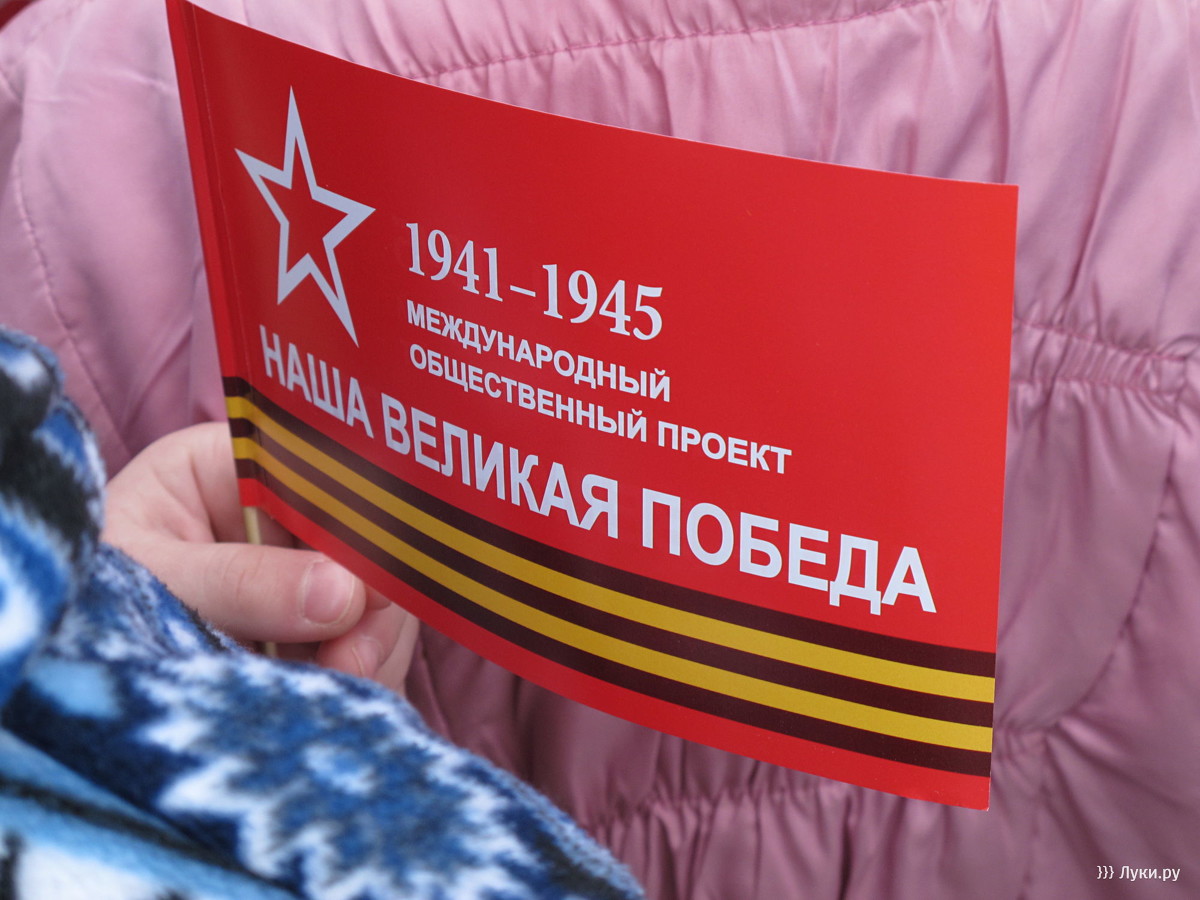 1941–1945
МЕЖДУНАРОДНЫЙ
ОБЩЕСТВЕННЫЙ ПРОЕКТ
НАША ВЕЛИКАЯ ПОБЕДА
}}} Луки.ру